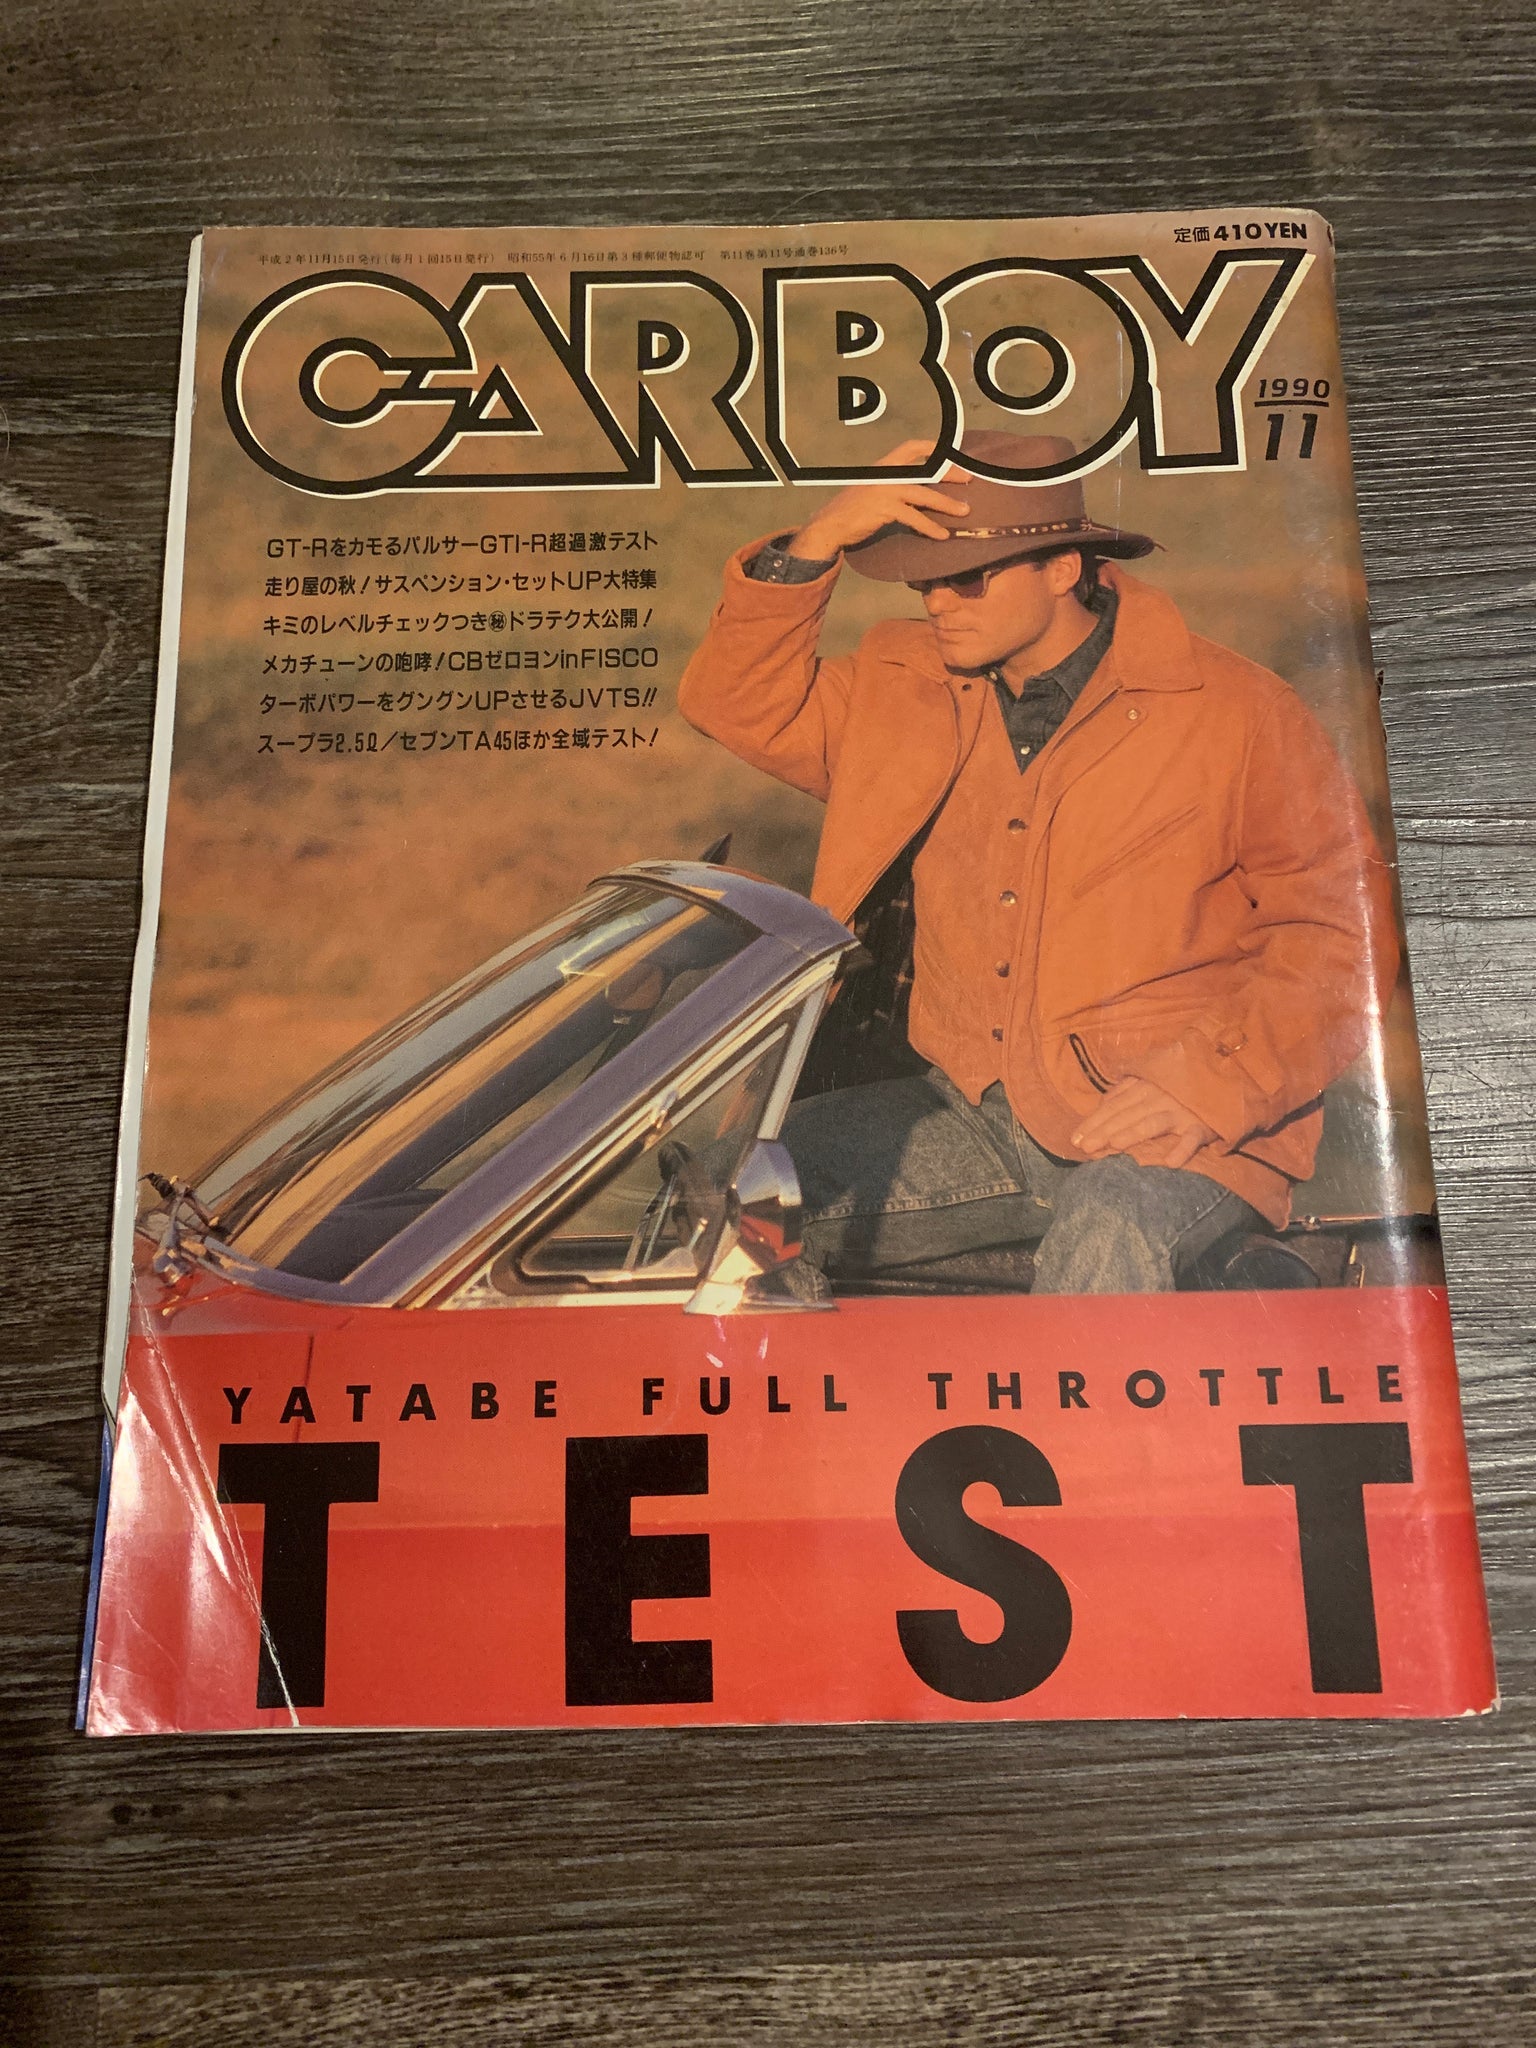 定価410YEN
平成2年11月15日発行(毎月1回15日発行) 昭和55年6月16日第3種郵便物認可 第11巻第11号通巻136号
CARBOY
1990
11
GT-RをカモるパルサーGTI-R超過激テスト
走り屋の秋!サスペンション・セットUP大特集
キミのレベルチェックつき㊙ドラテク大公開!
メカチューンの咆哮!CBゼロヨンinFISCO
ターボパワーをグングンUPさせるJVTS!!
スープラ2.5ℓ/セブンTA45ほか全域テスト!
YATABE FULL THROTTLE
TEST